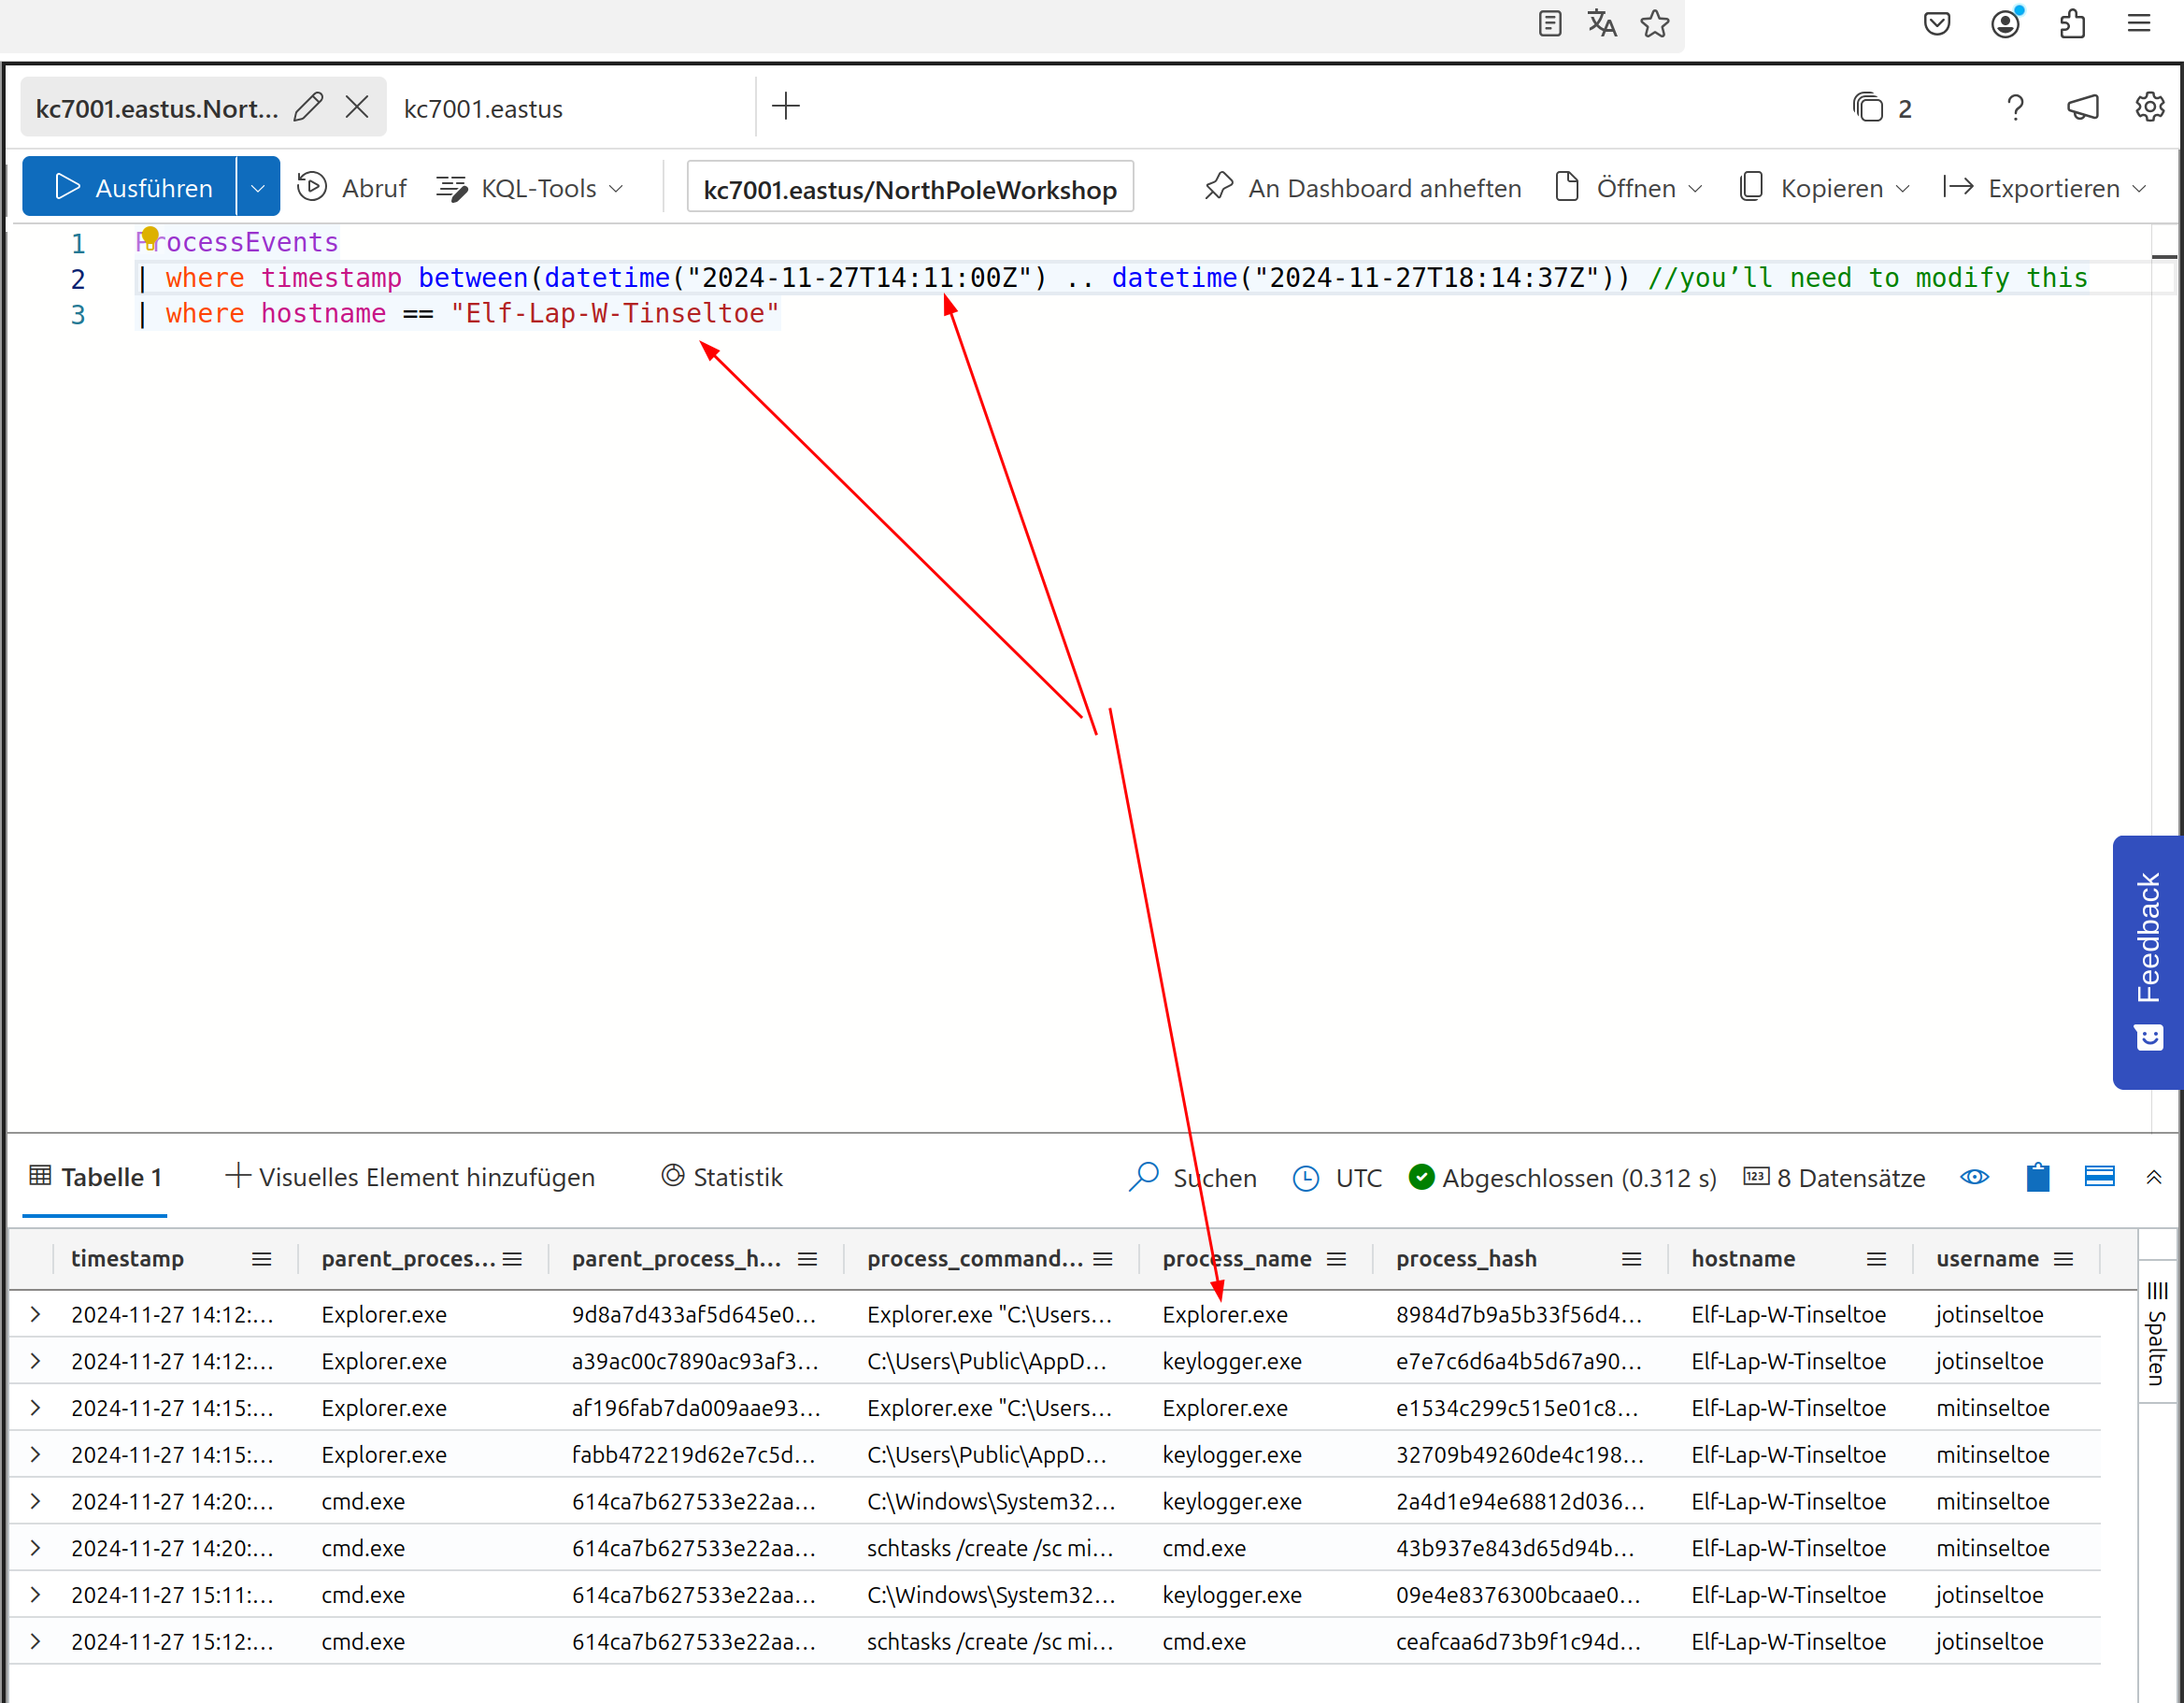 kc7001.eastus.Nort...
kc7001.eastus
2
Ausführen
Abruf
KQL-Tools
kc7001.eastus/NorthPoleWorkshop
An Dashboard anheften
Öffnen
Kopieren
Exportieren
1 ProcessEvents
2 | where timestamp between(datetime("2024-11-27T14:11:00Z") .. datetime("2024-11-27T18:14:37Z")) //you’ll need to modify this
3 | where hostname == "Elf-Lap-W-Tinseltoe"
Feedback
Tabelle 1
Visuelles Element hinzufügen
Statistik
Suchen
UTC
Abgeschlossen (0.312 s)
123 8 Datensätze
timestamp parent_proces... parent_process_h... process_command... process_name process_hash hostname username
2024-11-27 14:12:... Explorer.exe 9d8a7d433af5d645e0... Explorer.exe "C:\Users... Explorer.exe 8984d7b9a5b33f56d4... Elf-Lap-W-Tinseltoe jotinseltoe
2024-11-27 14:12:... Explorer.exe a39ac00c7890ac93af3... C:\Users\Public\AppD... keylogger.exe e7e7c6d6a4b5d67a90... Elf-Lap-W-Tinseltoe jotinseltoe
2024-11-27 14:15:... Explorer.exe af196fab7da009aae93... Explorer.exe "C:\Users... Explorer.exe e1534c299c515e01c8... Elf-Lap-W-Tinseltoe mitinseltoe
2024-11-27 14:15:... Explorer.exe fabb472219d62e7c5d... C:\Users\Public\AppD... keylogger.exe 32709b49260de4c198... Elf-Lap-W-Tinseltoe mitinseltoe
2024-11-27 14:20:... cmd.exe 614ca7b627533e22aa... C:\Windows\System32... keylogger.exe 2a4d1e94e68812d036... Elf-Lap-W-Tinseltoe mitinseltoe
2024-11-27 14:20:... cmd.exe 614ca7b627533e22aa... schtasks /create /sc mi... cmd.exe 43b937e843d65d94b... Elf-Lap-W-Tinseltoe mitinseltoe
2024-11-27 15:11:... cmd.exe 614ca7b627533e22aa... C:\Windows\System32... keylogger.exe 09e4e8376300bcaae0... Elf-Lap-W-Tinseltoe jotinseltoe
2024-11-27 15:12:... cmd.exe 614ca7b627533e22aa... schtasks /create /sc mi... cmd.exe ceafcaa6d73b9f1c94d... Elf-Lap-W-Tinseltoe jotinseltoe
Spalten